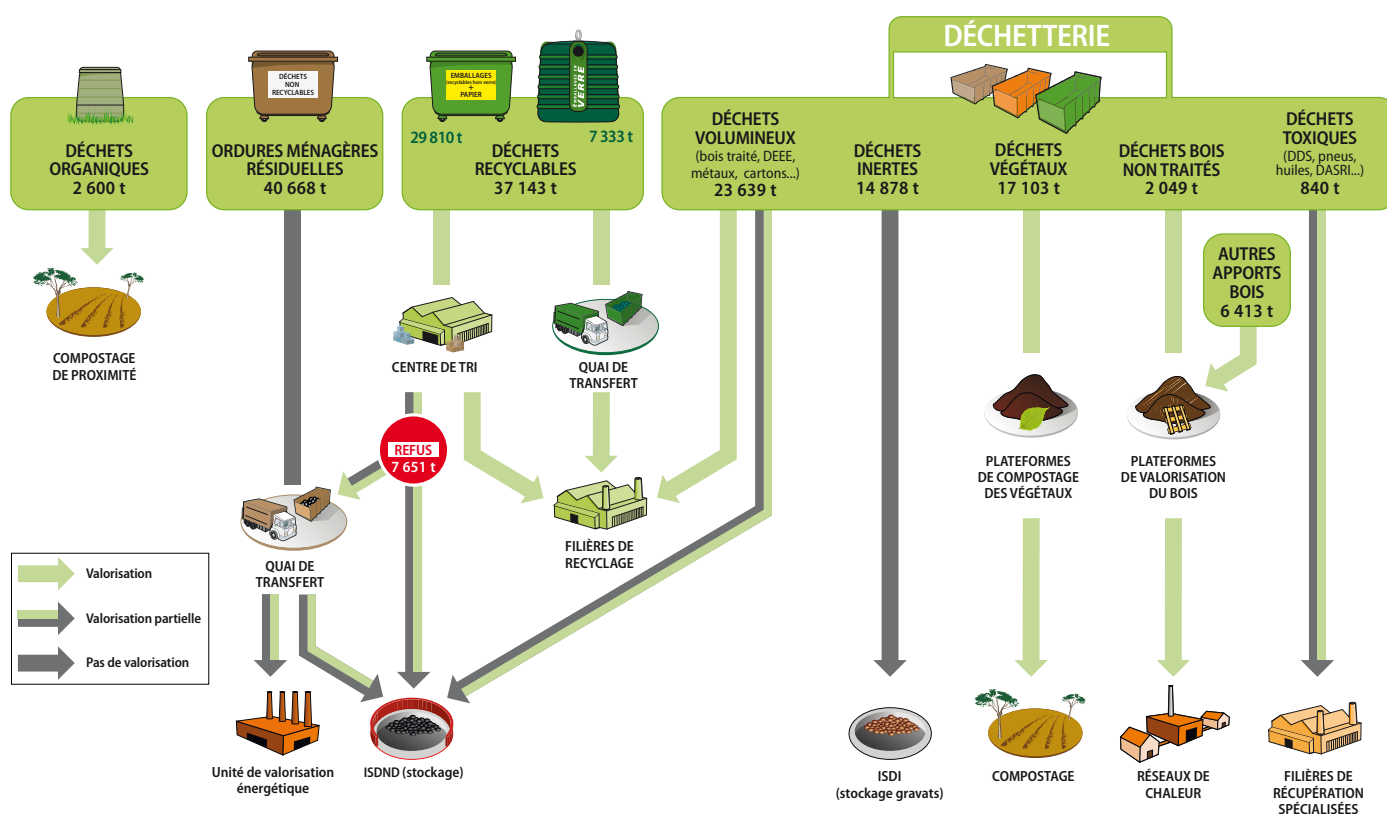 DÉCHETTERIE
DÉCHETS
ORGANIQUES
2 600 t
DÉCHETS
NON
RECYCLABLES
ORDURES MÉNAGÈRES
RÉSIDUELLES
40 668 t
EMBALLAGES
(recyclables hors verre)
+
PAPIER
VERRE
29 810 t
7 333 t
DÉCHETS
RECYCLABLES
37 143 t
DÉCHETS
VOLUMINEUX
(bois traité, DEEE,
métaux, cartons...)
23 639 t
DÉCHETS
INERTES
14 878 t
DÉCHETS
VÉGÉTAUX
17 103 t
DÉCHETS BOIS
NON TRAITÉS
2 049 t
DÉCHETS
TOXIQUES
(DDS, pneus,
huiles, DASRI...)
840 t
AUTRES
APPORTS
BOIS
6 413 t
COMPOSTAGE
DE PROXIMITÉ
CENTRE DE TRI
QUAI DE
TRANSFERT
REFUS
7 651 t
PLATEFORMES
DE COMPOSTAGE
DES VÉGÉTAUX
PLATEFORMES
DE VALORISATION
DU BOIS
FILIÈRES DE
RECYCLAGE
QUAI DE
TRANSFERT
Valorisation
Valorisation partielle
Pas de valorisation
Unité de valorisation
énergétique
ISDND (stockage)
ISDI
(stockage gravats)
COMPOSTAGE
RÉSEAUX DE
CHALEUR
FILIÈRES DE
RÉCUPÉRATION
SPÉCIALISÉES